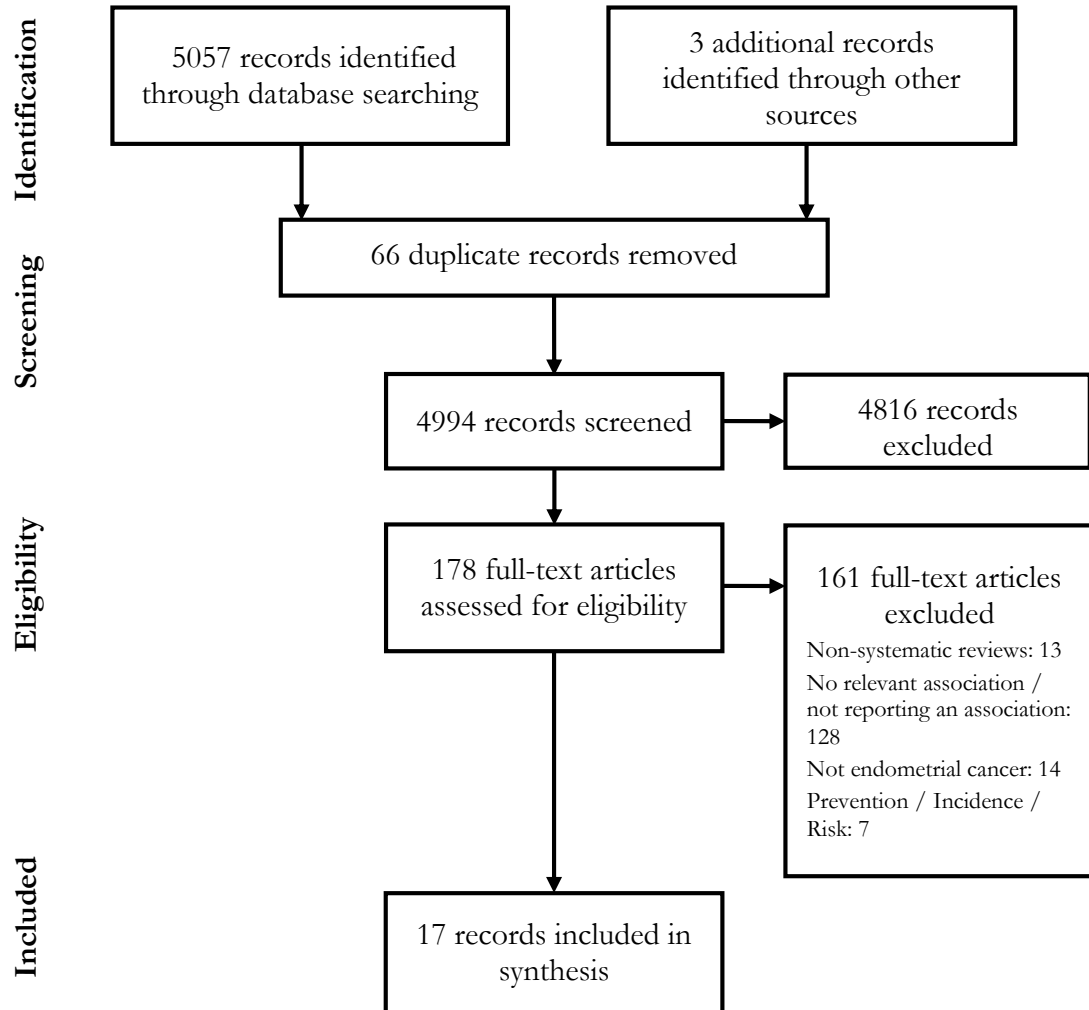 Identification
5057 records identified
through database searching
3 additional records
identified through other
sources
Screening
66 duplicate records removed
4994 records screened
4816 records
excluded
Eligibility
178 full-text articles
assessed for eligibility
161 full-text articles
excluded
Non-systematic reviews: 13
No relevant association /
not reporting an association:
128
Not endometrial cancer: 14
Prevention / Incidence /
Risk: 7
Included
17 records included in
synthesis